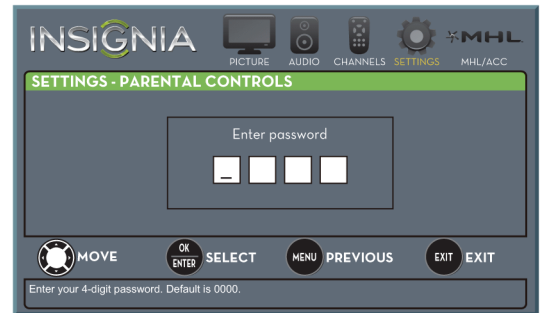 INSIGNIA
PICTURE AUDIO CHANNELS SETTINGS MHL MHL/ACC
SETTINGS - PARENTAL CONTROLS
Enter password
_
MOVE OK ENTER SELECT MENU PREVIOUS EXIT EXIT
Enter your 4-digit password. Default is 0000.